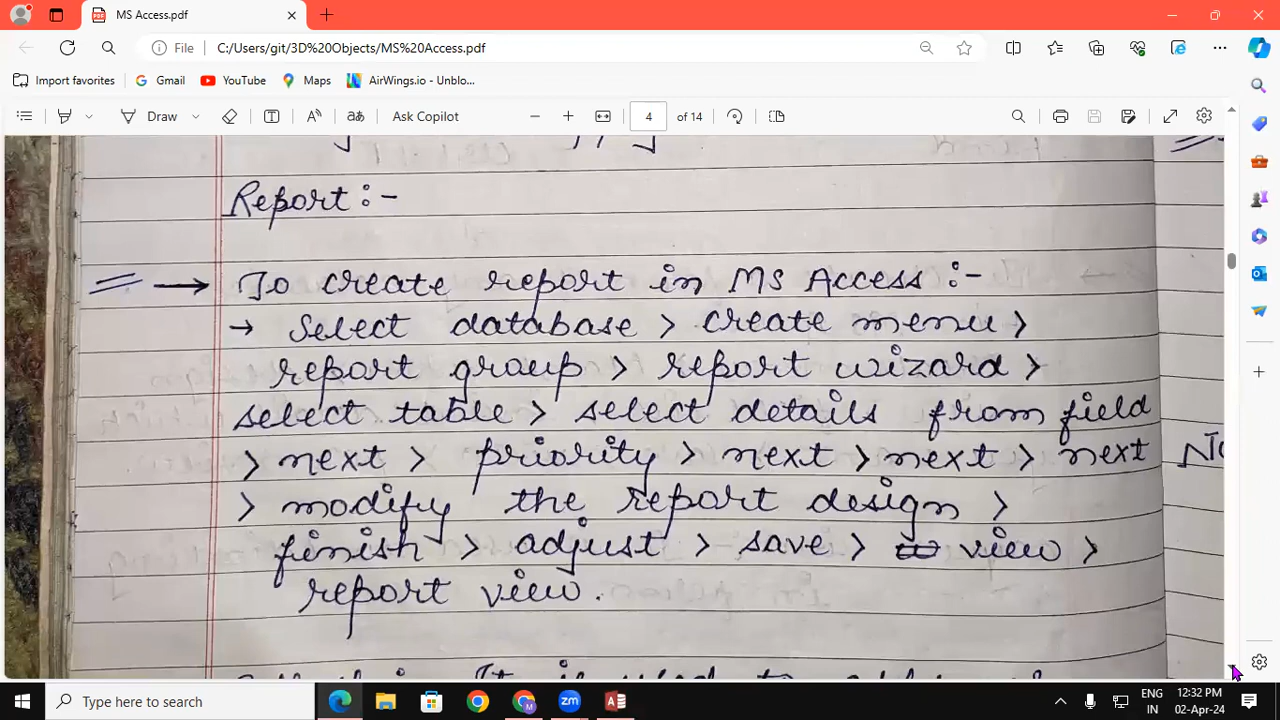 MS Access.pdf
File C:/Users/git/3D%20Objects/MS%20Access.pdf
Import favorites Gmail YouTube Maps AirWings.io - Unblo...
Draw Ask Copilot 4 of 14
Report :-
→ To create report in MS Access :-
→ Select database > create menu >
report group > report wizard >
select table > select details from field
> next > priority > next > next > next
> modify the report design >
finish > adjust > save > view >
report view.
Type here to search
ENG 12:32 PM
IN 02-Apr-24